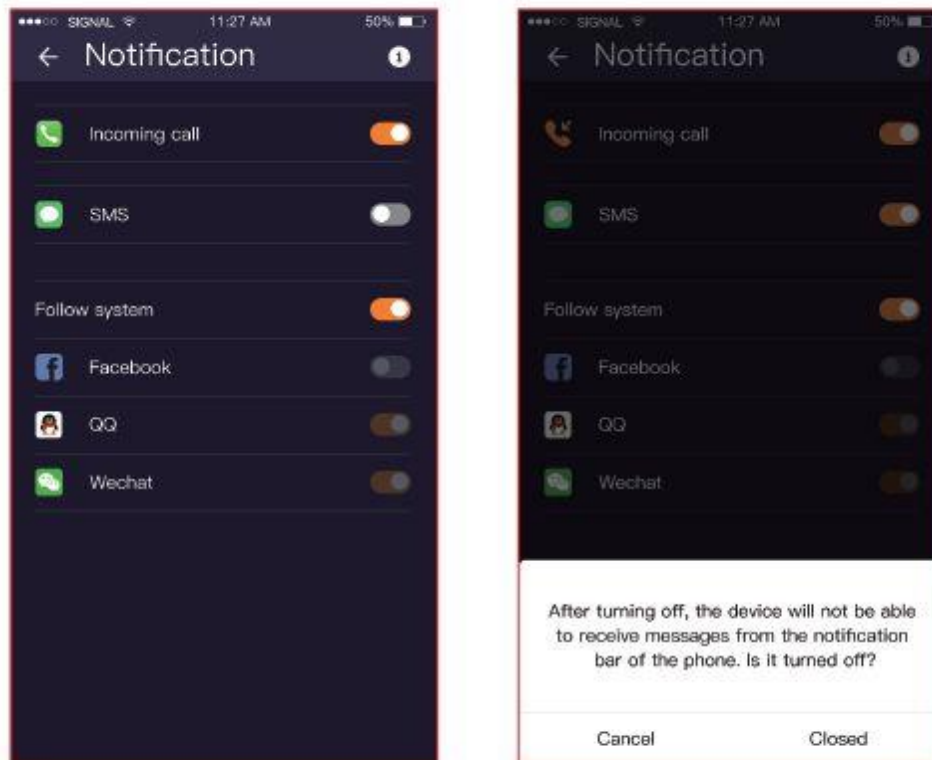 SIGNAL 11:27 AM 50%
Notification
Incoming call
SMS
Follow system
Facebook
QQ
Wechat
SIGNAL 11:27 AM 50%
Notification
Incoming call
SMS
Follow system
Facebook
QQ
Wechat
After turning off, the device will not be able
to receive messages from the notification
bar of the phone. Is it turned off?
Cancel Closed